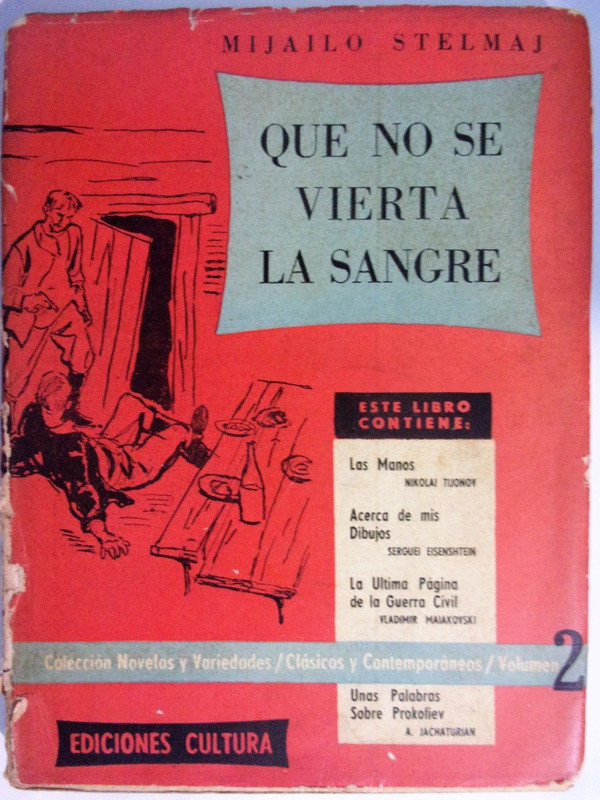 MIJAILO STELMAJ
QUE NO SE
VIERTA
LA SANGRE
ESTE LIBRO
CONTIENE:
Las Manos
NIKOLAI TIJONOV
Acerca de mis
Dibujos
SERGUEI EISENSHTEIN
La Ultima Página
de la Guerra Civil
VLADIMIR MAIAKOVSKI
Colección Novelas y Variedades/Clásicos y Contemporáneos/Volumen 2
Unas Palabras
Sobre Prokofiev
A. JACHATURIAN
EDICIONES CULTURA